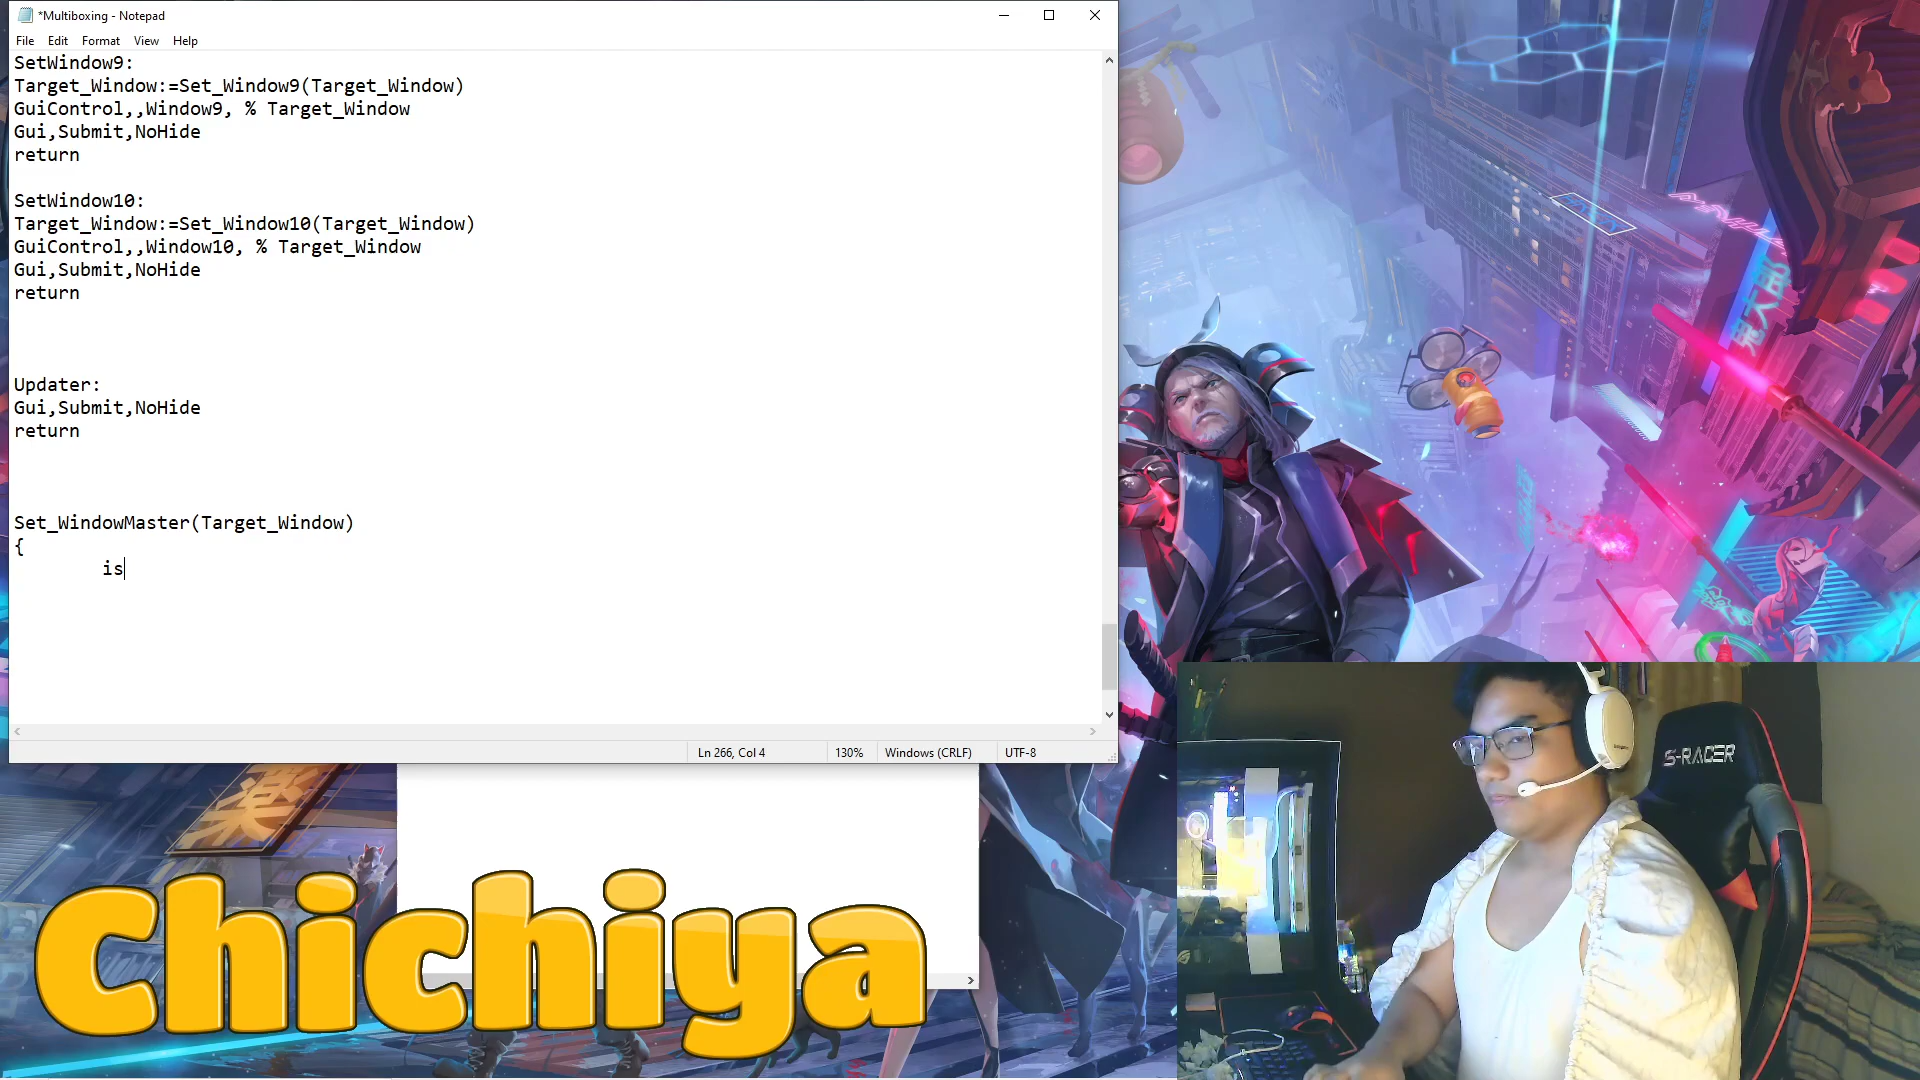 *Multiboxing - Notepad
File Edit Format View Help
SetWindow9:
Target_Window:=Set_Window9(Target_Window)
GuiControl,,Window9, % Target_Window
Gui,Submit,NoHide
return
SetWindow10:
Target_Window:=Set_Window10(Target_Window)
GuiControl,,Window10, % Target_Window
Gui,Submit,NoHide
return
Updater:
Gui,Submit,NoHide
return
Set_WindowMaster(Target_Window)
{
is
Ln 266, Col 4 130% Windows (CRLF) UTF-8
S-RACER
Chichiya